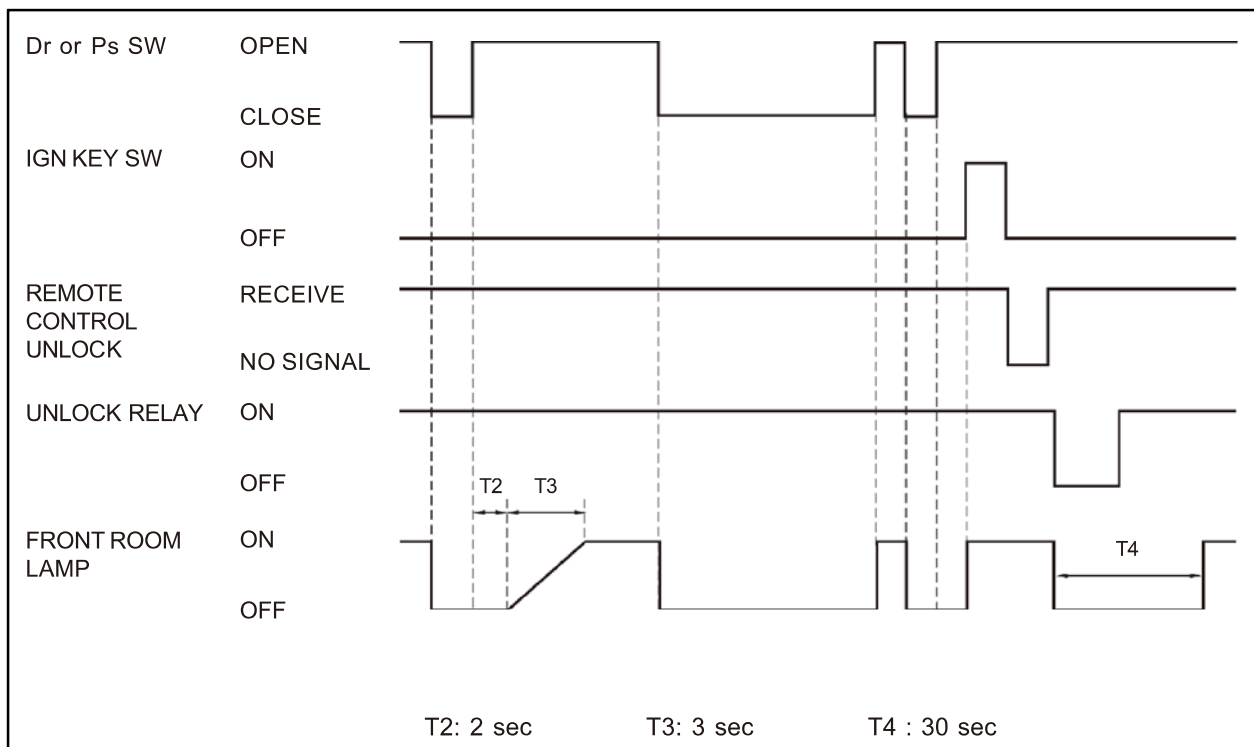 Dr or Ps SW OPEN
CLOSE
IGN KEY SW ON
OFF
REMOTE CONTROL UNLOCK RECEIVE
NO SIGNAL
UNLOCK RELAY ON
OFF
T2 T3
FRONT ROOM LAMP ON
T4
OFF
T2: 2 sec T3: 3 sec T4 : 30 sec